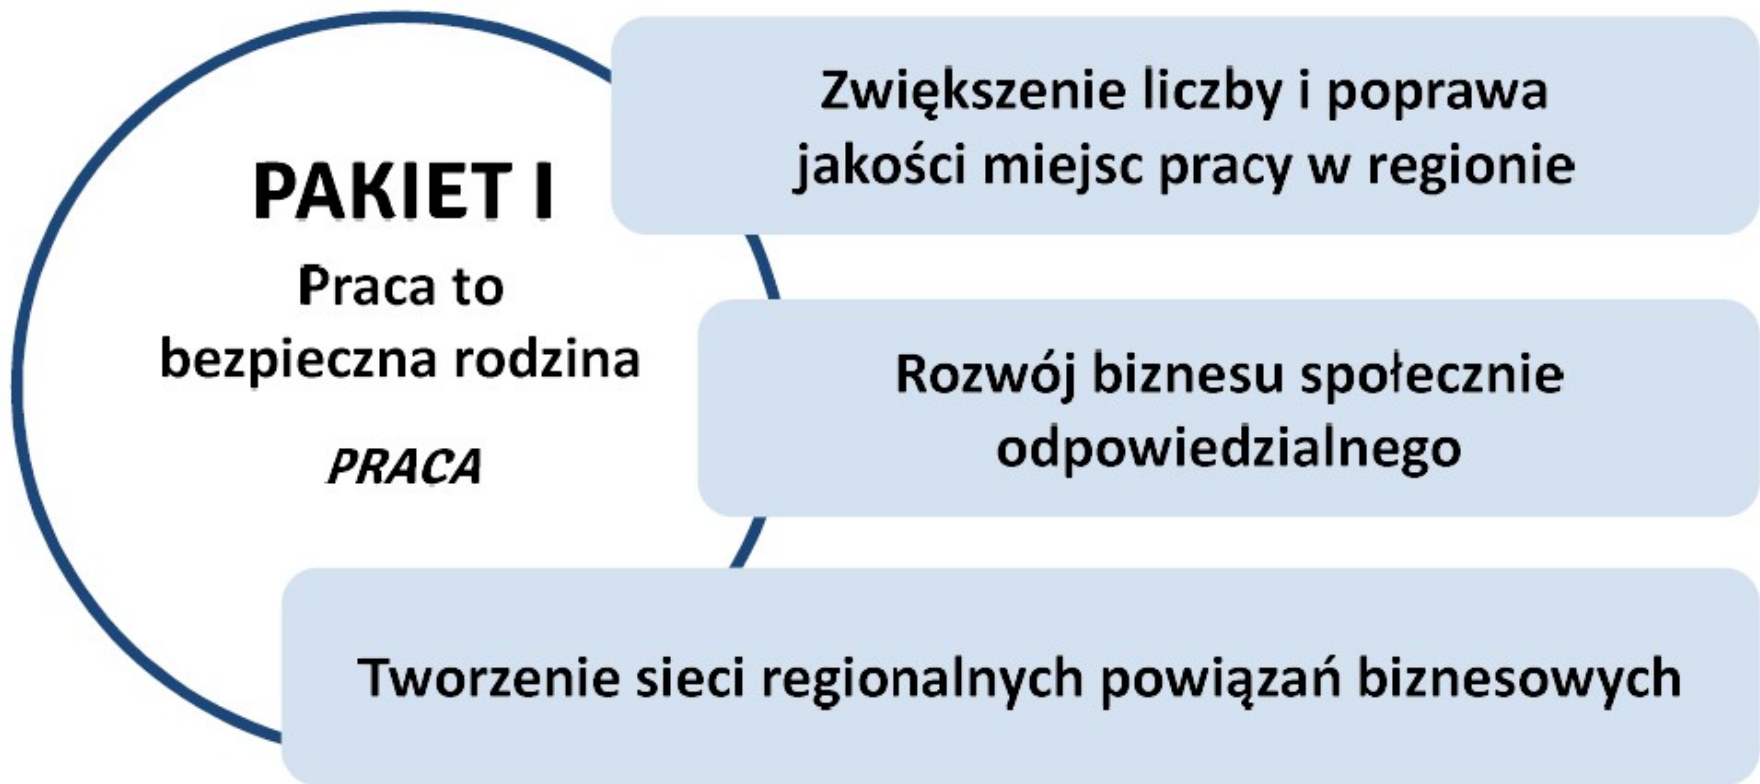 PAKIET I
Praca to
bezpieczna rodzina
PRACA
Zwiększenie liczby i poprawa
jakości miejsc pracy w regionie
Rozwój biznesu społecznie
odpowiedzialnego
Tworzenie sieci regionalnych powiązań biznesowych